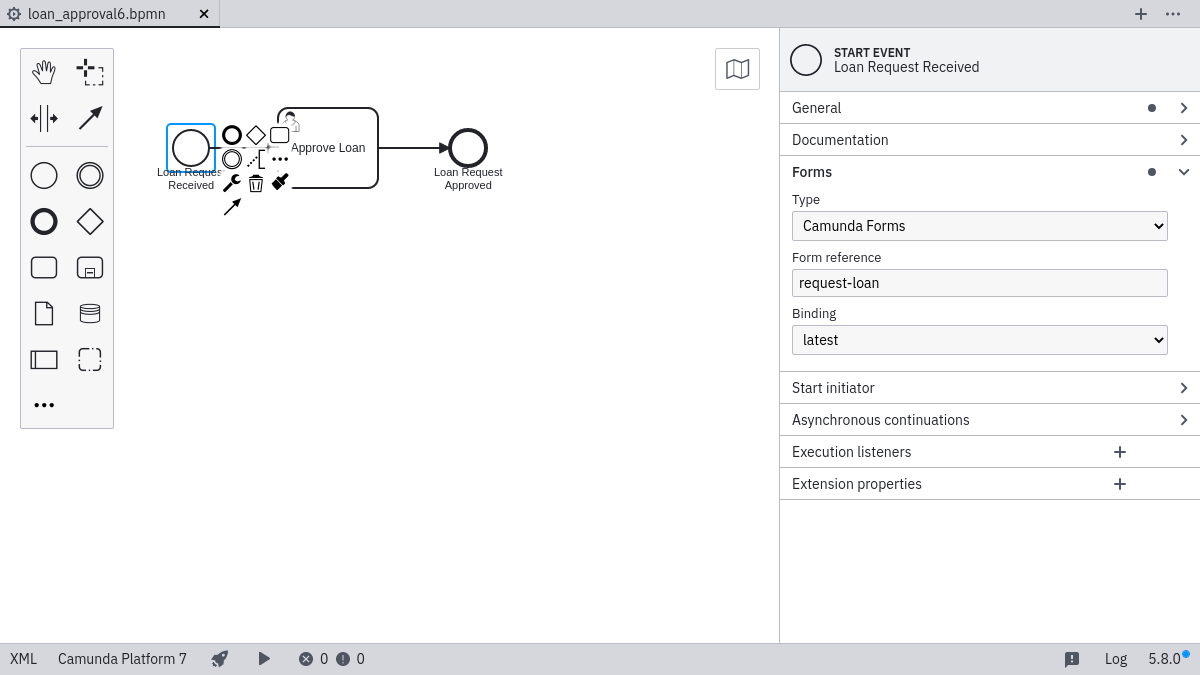 loan_approval6.bpmn
START EVENT
Loan Request Received
General
Documentation
Forms
Type
Camunda Forms
Form reference
request-loan
Binding
latest
Start initiator
Asynchronous continuations
Execution listeners
Extension properties
Loan Reques
Received
Approve Loan
Loan Request
Approved
XML
Camunda Platform 7
0
0
Log
5.8.0